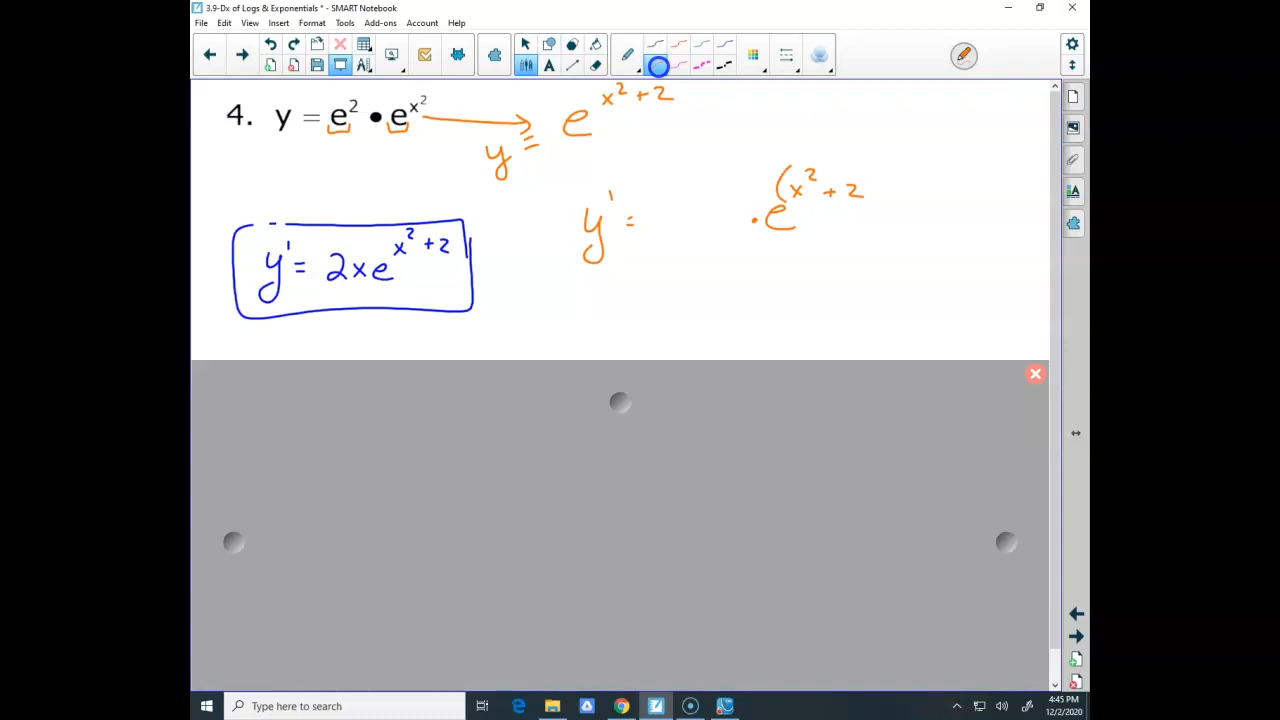 3.9-Dx of Logs & Exponentials * - SMART Notebook
File Edit View Insert Format Tools Add-ons Account Help
4. y = e² • e^x² → y = e^x²+2
y' = • e^(x²+2
y' = 2xe^x²+2
Type here to search
4:45 PM
12/2/2020